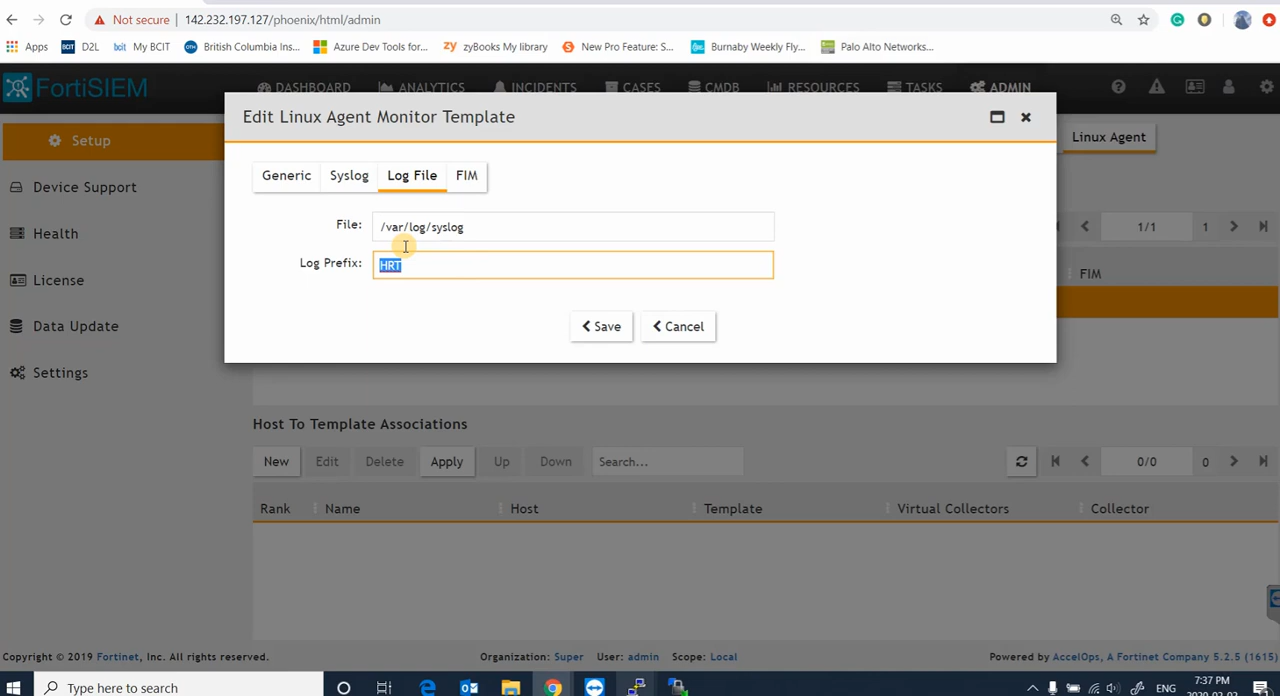 Not secure | 142.232.197.127/phoenix/html/admin
Apps D2L My BCIT British Columbia Ins... Azure Dev Tools for... zyBooks My library New Pro Feature: S... Burnaby Weekly Fly... Palo Alto Networks...
FortiSIEM DASHBOARD ANALYTICS INCIDENTS CASES CMDB RESOURCES TASKS ADMIN
Edit Linux Agent Monitor Template
Setup
Linux Agent
Generic Syslog Log File FIM
Device Support
File: /var/log/syslog
Health
1/1 1
Log Prefix: HRT
FIM
License
Data Update
Save Cancel
Settings
Host To Template Associations
New Edit Delete Apply Up Down Search... 0/0 0
Rank Name Host Template Virtual Collectors Collector
Copyright © 2019 Fortinet, Inc. All rights reserved. Organization: Super User: admin Scope: Local Powered by AccelOps, A Fortinet Company 5.2.5 (1615)
Type here to search
ENG
7:37 PM